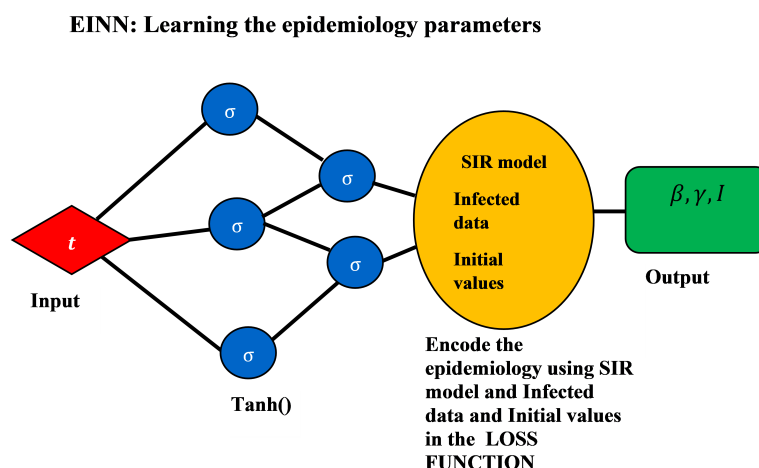 EINN: Learning the epidemiology parameters
σ
σ
σ
σ
σ
t
Input
Tanh()
SIR model
Infected
data
Initial
values
β, γ, I
Output
Encode the
epidemiology using SIR
model and Infected
data and Initial values
in the LOSS
FUNCTION